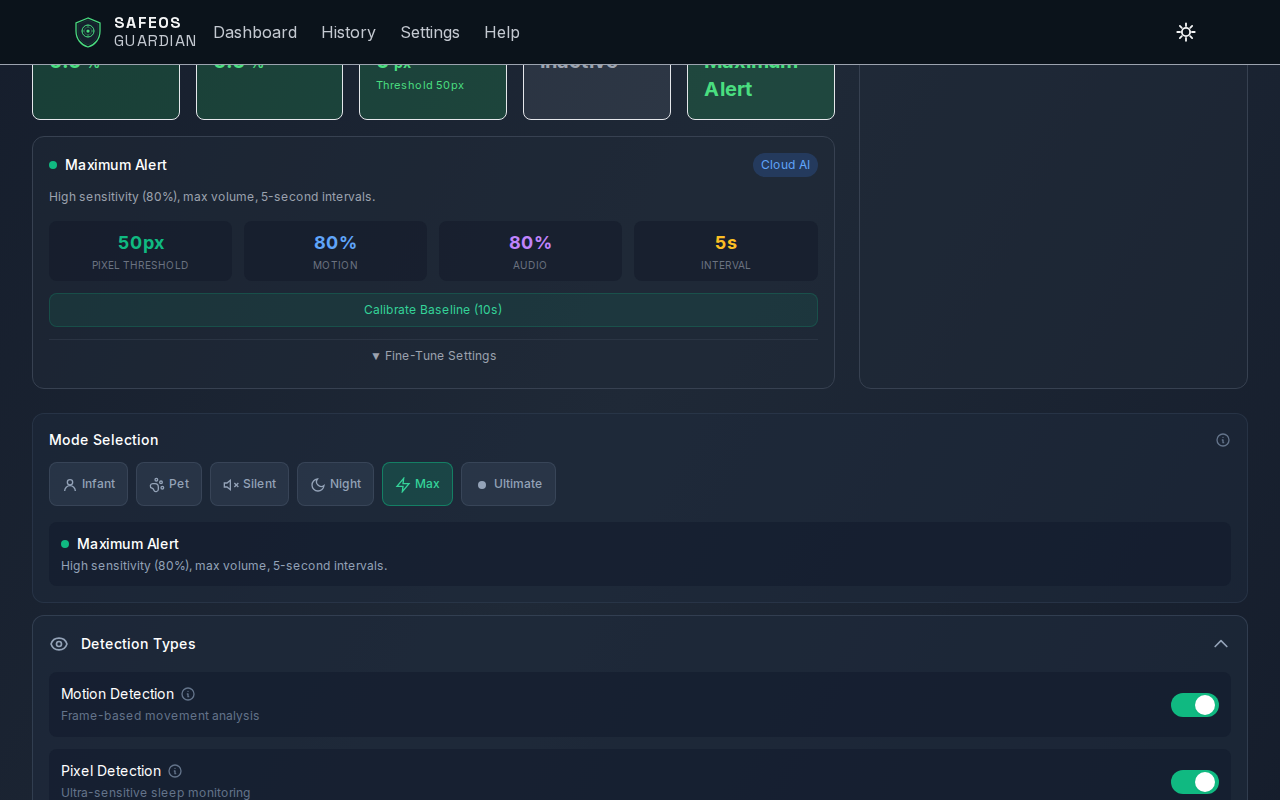 SAFEOS
GUARDIAN
Dashboard
History
Settings
Help
Threshold 50px
Alert
Maximum Alert
Cloud AI
High sensitivity (80%), max volume, 5-second intervals.
50px
80%
80%
5s
PIXEL THRESHOLD
MOTION
AUDIO
INTERVAL
Calibrate Baseline (10s)
▼ Fine-Tune Settings
Mode Selection
Infant
Pet
Silent
Night
Max
Ultimate
Maximum Alert
High sensitivity (80%), max volume, 5-second intervals.
Detection Types
Motion Detection
Frame-based movement analysis
Pixel Detection
Ultra-sensitive sleep monitoring